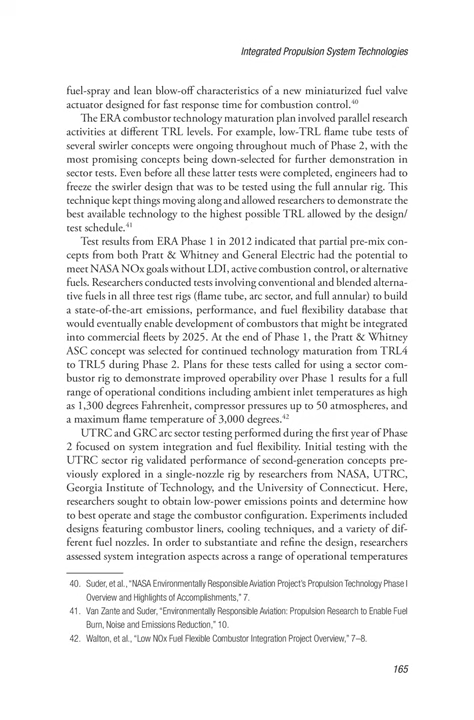 Integrated Propulsion System Technologies
fuel-spray and lean blow-off characteristics of a new miniaturized fuel valve
actuator designed for fast response time for combustion control.40
The ERA combustor technology maturation plan involved parallel research
activities at different TRL levels. For example, low-TRL flame tube tests of
several swirler concepts were ongoing throughout much of Phase 2, with the
most promising concepts being down-selected for further demonstration in
sector tests. Even before all these latter tests were completed, engineers had to
freeze the swirler design that was to be tested using the full annular rig. This
technique kept things moving along and allowed researchers to demonstrate the
best available technology to the highest possible TRL allowed by the design/
test schedule.41
Test results from ERA Phase 1 in 2012 indicated that partial pre-mix con-
cepts from both Pratt & Whitney and General Electric had the potential to
meet NASA NOx goals without LDI, active combustion control, or alternative
fuels. Researchers conducted tests involving conventional and blended alterna-
tive fuels in all three test rigs (flame tube, arc sector, and full annular) to build
a state-of-the-art emissions, performance, and fuel flexibility database that
would eventually enable development of combustors that might be integrated
into commercial fleets by 2025. At the end of Phase 1, the Pratt & Whitney
ASC concept was selected for continued technology maturation from TRL4
to TRL5 during Phase 2. Plans for these tests called for using a sector com-
bustor rig to demonstrate improved operability over Phase 1 results for a full
range of operational conditions including ambient inlet temperatures as high
as 1,300 degrees Fahrenheit, compressor pressures up to 50 atmospheres, and
a maximum flame temperature of 3,000 degrees.42
UTRC and GRC arc sector testing performed during the first year of Phase
2 focused on system integration and fuel flexibility. Initial testing with the
UTRC sector rig validated performance of second-generation concepts pre-
viously explored in a single-nozzle rig by researchers from NASA, UTRC,
Georgia Institute of Technology, and the University of Connecticut. Here,
researchers sought to obtain low-power emissions points and determine how
to best operate and stage the combustor configuration. Experiments included
designs featuring combustor liners, cooling techniques, and a variety of dif-
ferent fuel nozzles. In order to substantiate and refine the design, researchers
assessed system integration aspects across a range of operational temperatures
40. Suder, et al., “NASA Environmentally Responsible Aviation Project’s Propulsion Technology Phase I
Overview and Highlights of Accomplishments,” 7.
41. Van Zante and Suder, “Environmentally Responsible Aviation: Propulsion Research to Enable Fuel
Burn, Noise and Emissions Reduction,” 10.
42. Walton, et al., “Low NOx Fuel Flexible Combustor Integration Project Overview,” 7–8.
165